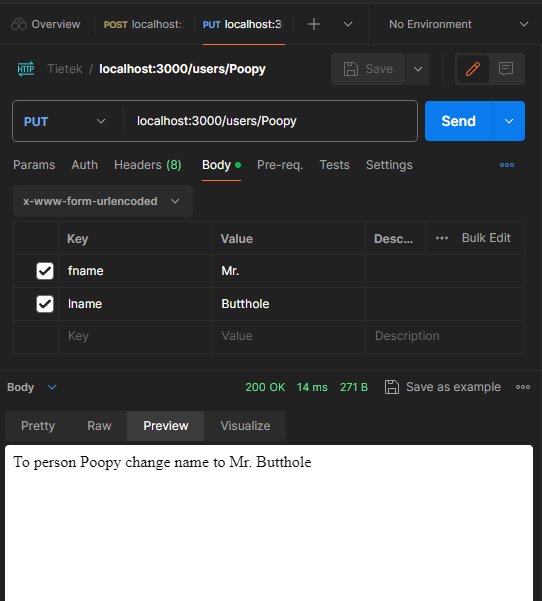 Overview POST localhost: PUT localhost:3 No Environment
HTTP Tietek / localhost:3000/users/Poopy Save
PUT localhost:3000/users/Poopy Send
Params Auth Headers (8) Body Pre-req. Tests Settings
x-www-form-urlencoded
Key Value Desc... Bulk Edit
fname Mr.
lname Butthole
Key Value Description
Body 200 OK 14 ms 271 B Save as example
Pretty Raw Preview Visualize
To person Poopy change name to Mr. Butthole